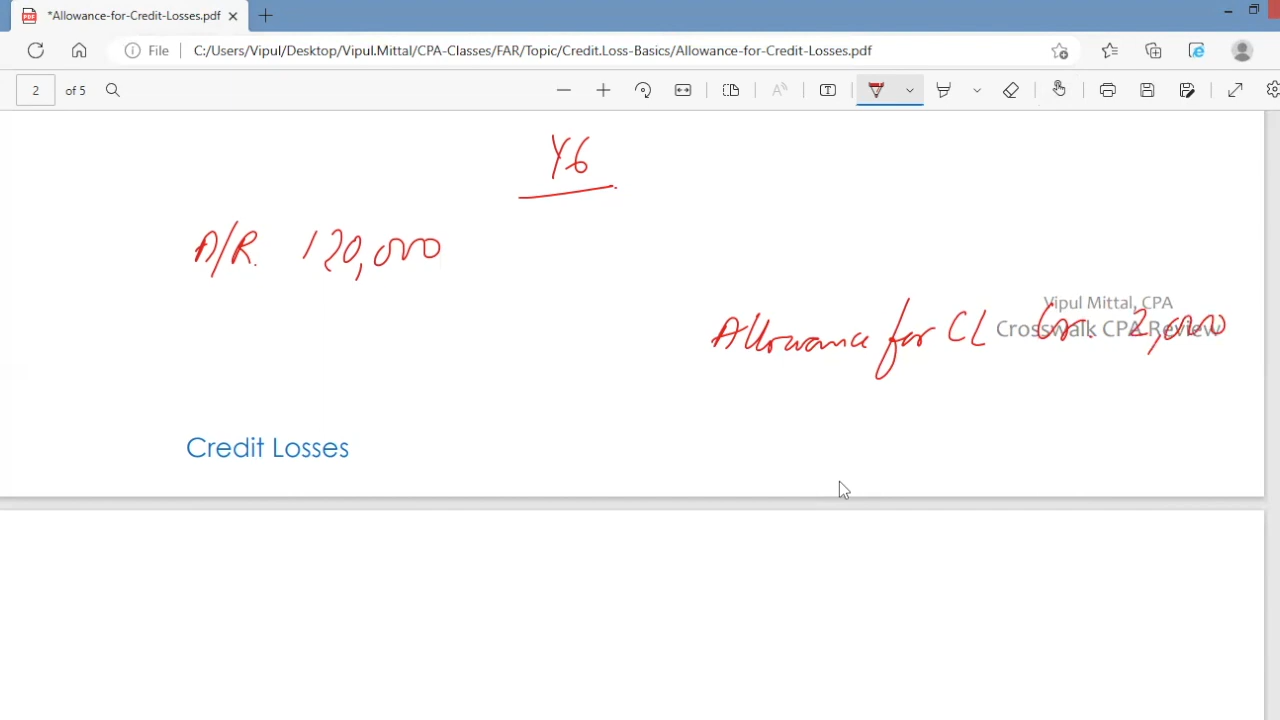 *Allowance-for-Credit-Losses.pdf
File C:/Users/Vipul/Desktop/Vipul.Mittal/CPA-Classes/FAR/Topic/Credit.Loss-Basics/Allowance-for-Credit-Losses.pdf
2 of 5
Y6
A/R. 120,000
Vipul Mittal, CPA
Crosswalk CPA Review
Allowance for CL Cr. 2,000
Credit Losses